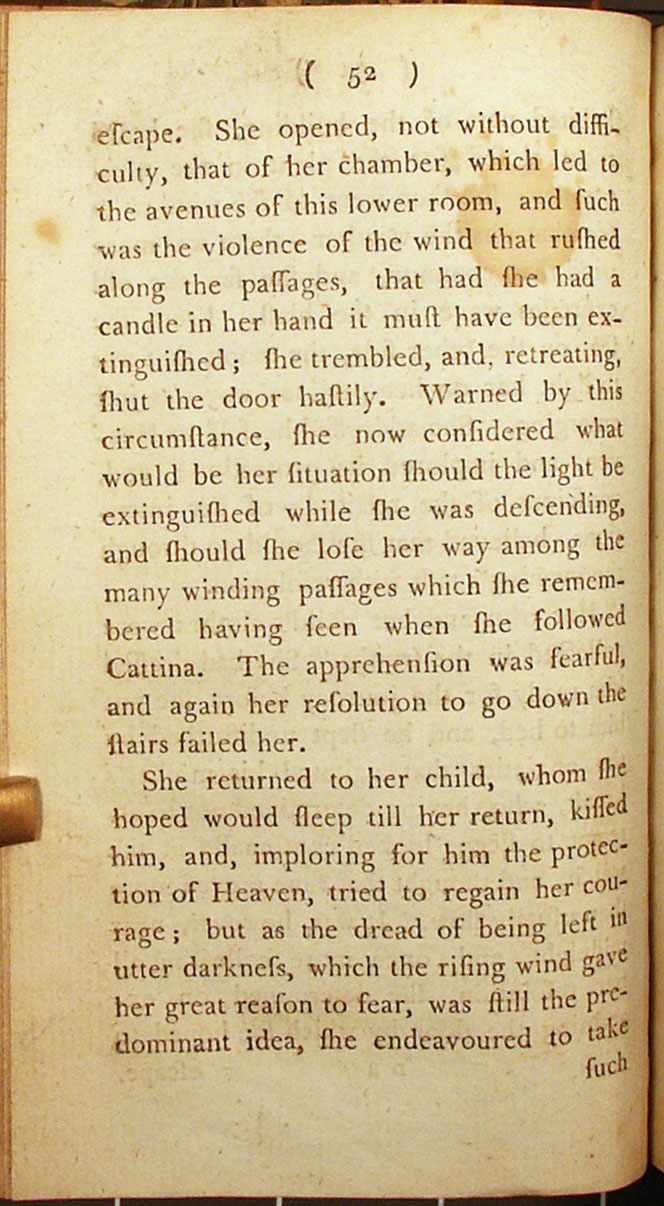 ( 52 )
eſcape. She opened, not without diffi-
culty, that of her chamber, which led to
the avenues of this lower room, and ſuch
was the violence of the wind that ruſhed
along the paſſages, that had ſhe had a
candle in her hand it muſt have been ex-
tinguiſhed; ſhe trembled, and, retreating,
ſhut the door haſtily. Warned by this
circumſtance, ſhe now conſidered what
would be her ſituation ſhould the light be
extinguiſhed while ſhe was deſcending,
and ſhould ſhe loſe her way among the
many winding paſſages which ſhe remem-
bered having ſeen when ſhe followed
Cattina. The apprehenſion was fearful,
and again her reſolution to go down the
ſtairs failed her.
She returned to her child, whom ſhe
hoped would ſleep till her return, kiſſed
him, and, imploring for him the protec-
tion of Heaven, tried to regain her cou-
rage; but as the dread of being left in
utter darkneſs, which the riſing wind gave
her great reaſon to fear, was ſtill the pre-
dominant idea, ſhe endeavoured to take
ſuch